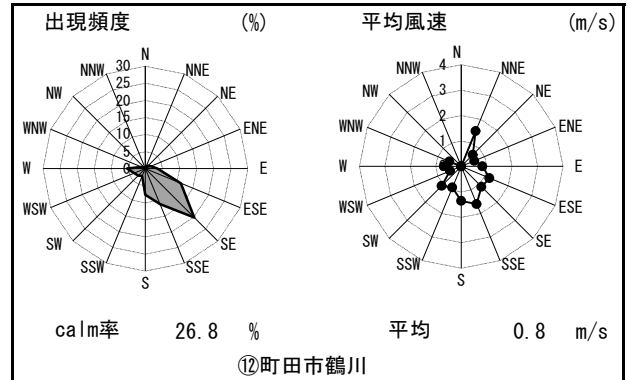 出現頻度 (%)
N
NNE
NE
ENE
E
ESE
SE
SSE
S
SSW
SW
WSW
W
WNW
NW
NNW
30
25
20
15
10
5
0
calm率 26.8 %
平均風速 (m/s)
N
NNE
NE
ENE
E
ESE
SE
SSE
S
SSW
SW
WSW
W
WNW
NW
NNW
4
3
2
1
0
平均 0.8 m/s
⑫町田市鶴川